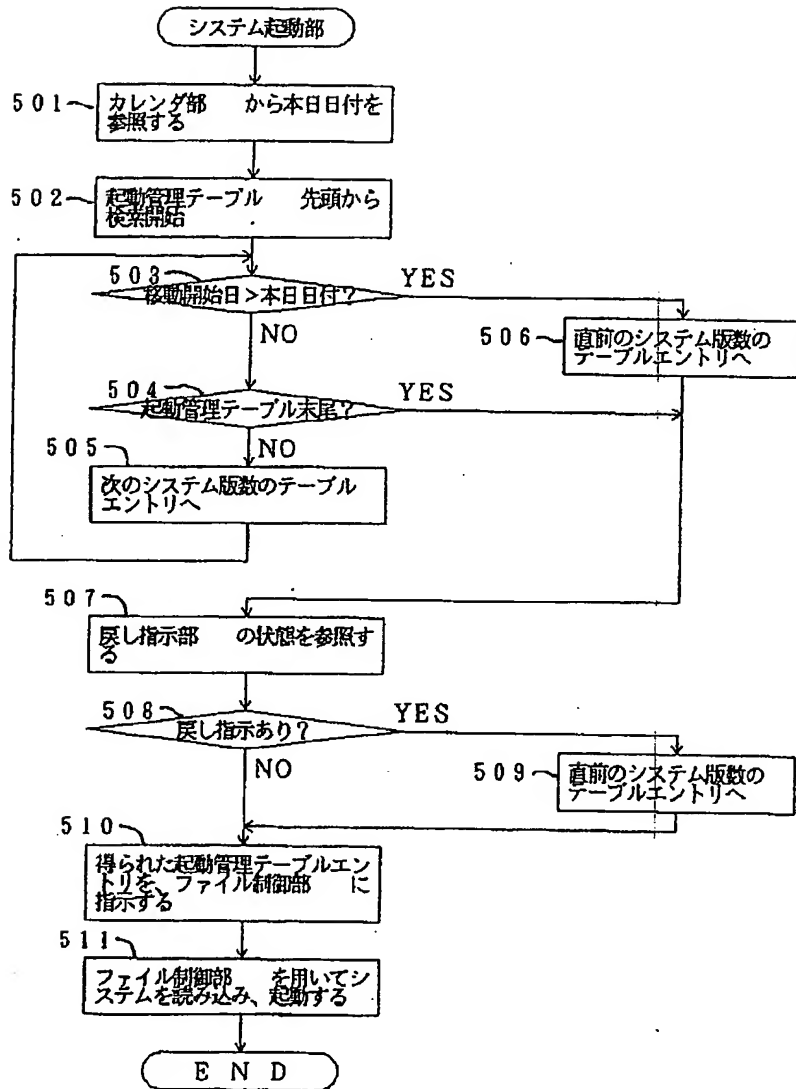 システム起動部
501
カレンダ部　　から本日日付を
参照する
502
起動管理テーブル　　先頭から
検索開始
503
移動開始日>本日日付?
YES
NO
506
直前のシステム版数の
テーブルエントリへ
504
起動管理テーブル末尾?
YES
NO
505
次のシステム版数のテーブル
エントリへ
507
戻し指示部　　の状態を参照す
る
508
戻し指示あり?
YES
NO
509
直前のシステム版数の
テーブルエントリへ
510
得られた起動管理テーブルエン
トリを、ファイル制御部　　に
指示する
511
ファイル制御部　　を用いてシ
ステムを読み込み、起動する
END